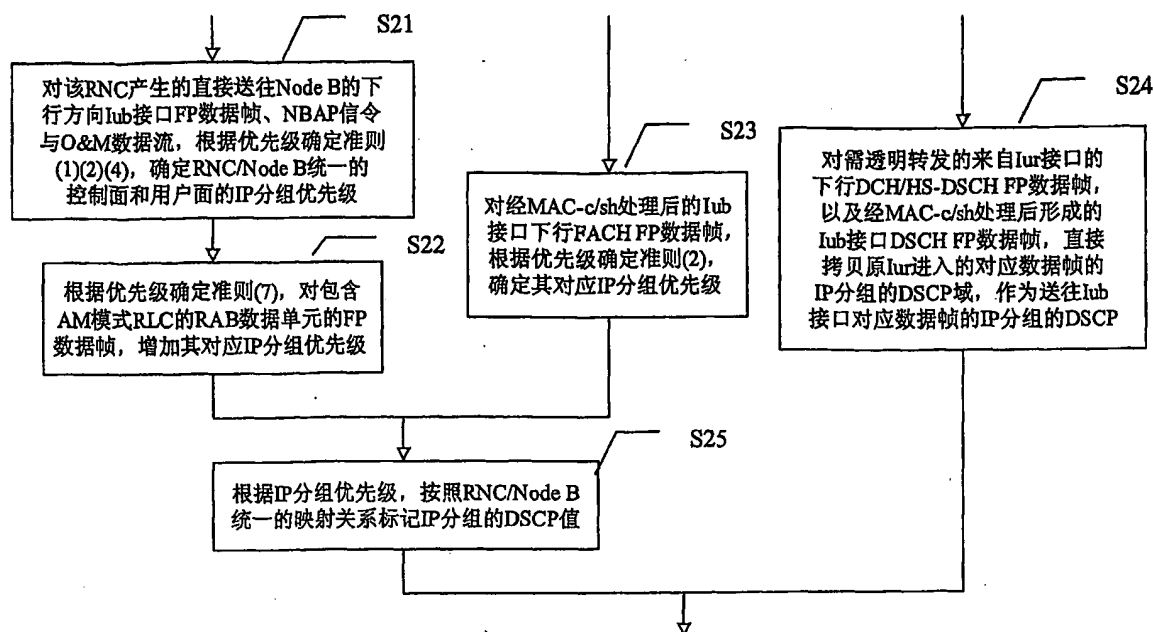 S21
对该RNC产生的直接送往Node B的下
行方向Iub接口FP数据帧、NBAP信令
与O&M数据流，根据优先级确定准则
(1)(2)(4)，确定RNC/Node B统一的
控制面和用户面的IP分组优先级
S22
根据优先级确定准则(7)，对包含
AM模式RLC的RAB数据单元的FP
数据帧，增加其对应IP分组优先级
S23
对经MAC-c/sh处理后的Iub
接口下行FACH FP数据帧，
根据优先级确定准则(2)，
确定其对应IP分组优先级
S24
对需透明转发的来自Iur接口的
下行DCH/HS-DSCH FP数据帧，
以及经MAC-c/sh处理后形成的
Iub接口DSCH FP数据帧，直接
拷贝原Iur进入的对应数据帧的
IP分组的DSCP域，作为送往Iub
接口对应数据帧的IP分组的DSCP
S25
根据IP分组优先级，按照RNC/Node B
统一的映射关系标记IP分组的DSCP值